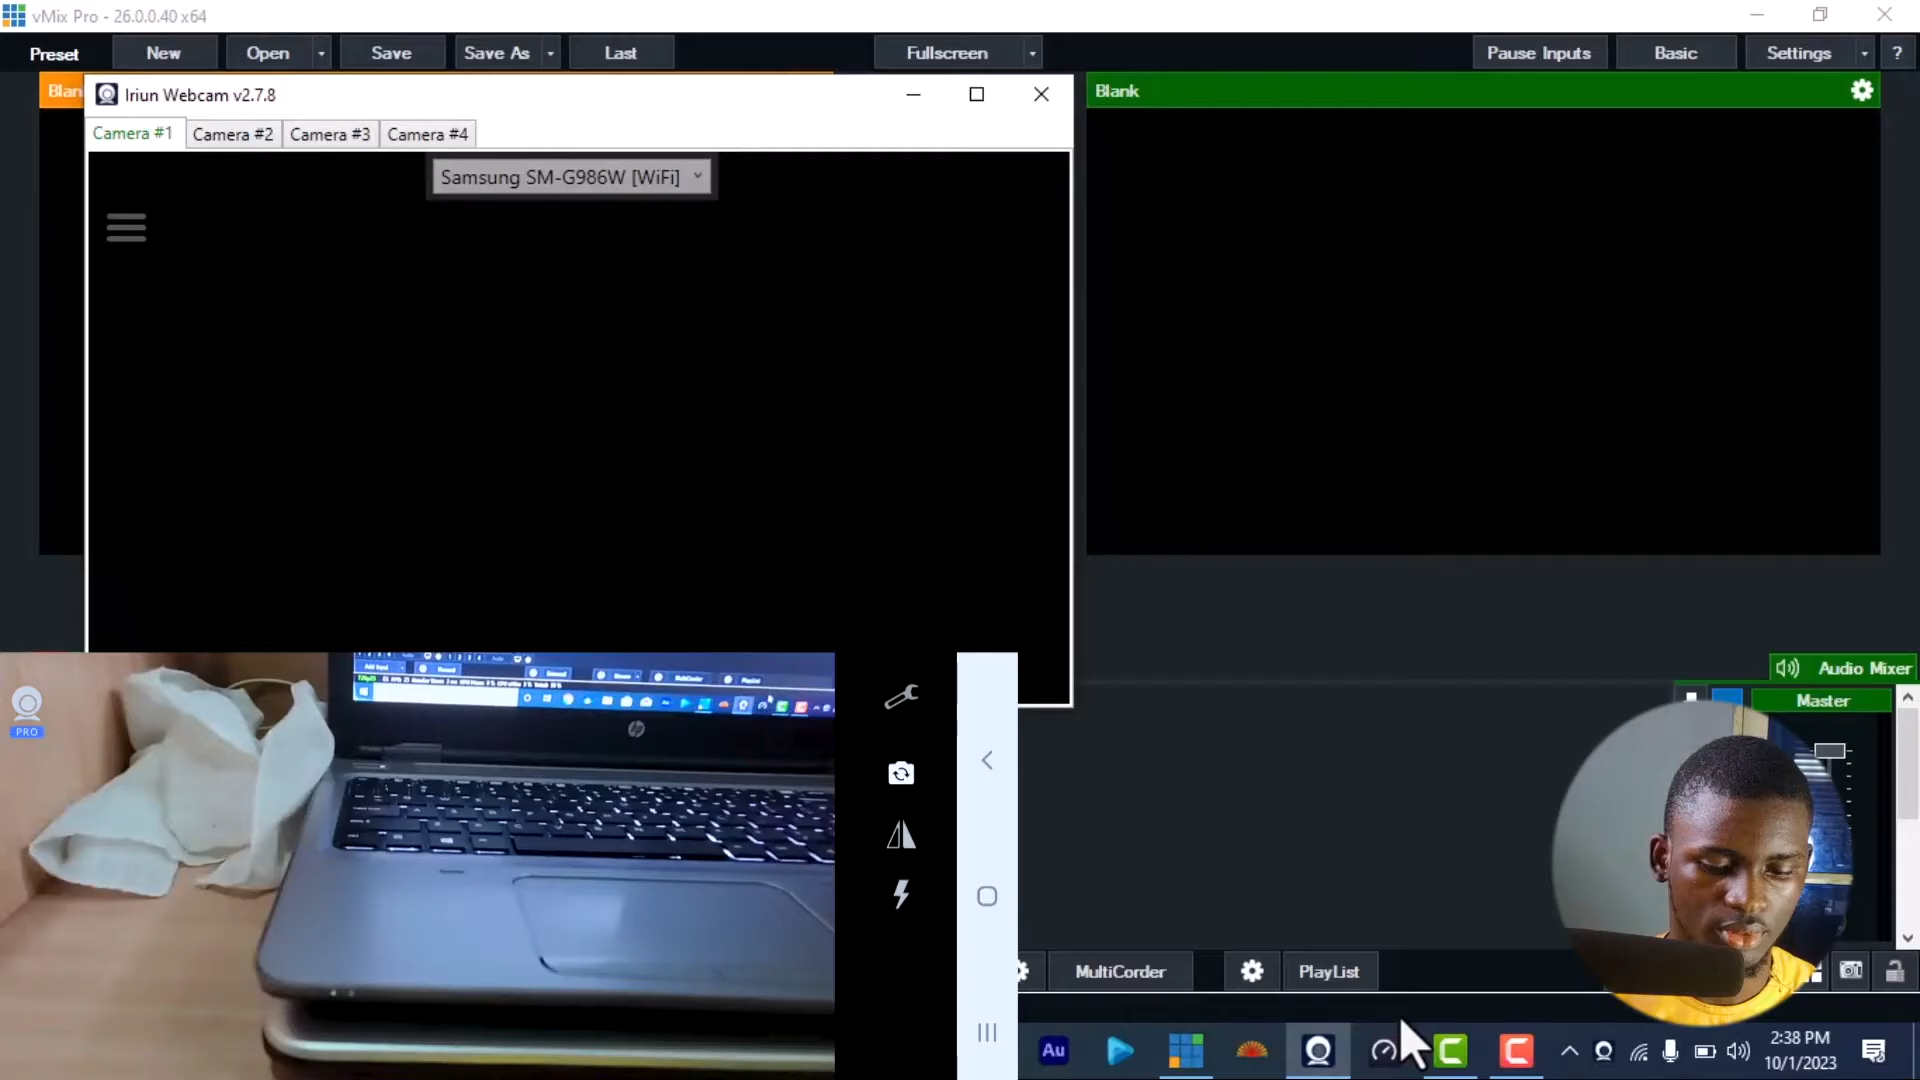 vMix Pro - 26.0.0.40 x64
Preset New Open Save Save As Last Fullscreen Pause Inputs Basic Settings ?
Blan
Blank
Iriun Webcam v2.7.8
Camera #1 Camera #2 Camera #3 Camera #4
Samsung SM-G986W [WiFi]
PRO
hp
Audio Mixer
Master
MultiCorder PlayList
Au
2:38 PM
10/1/2023